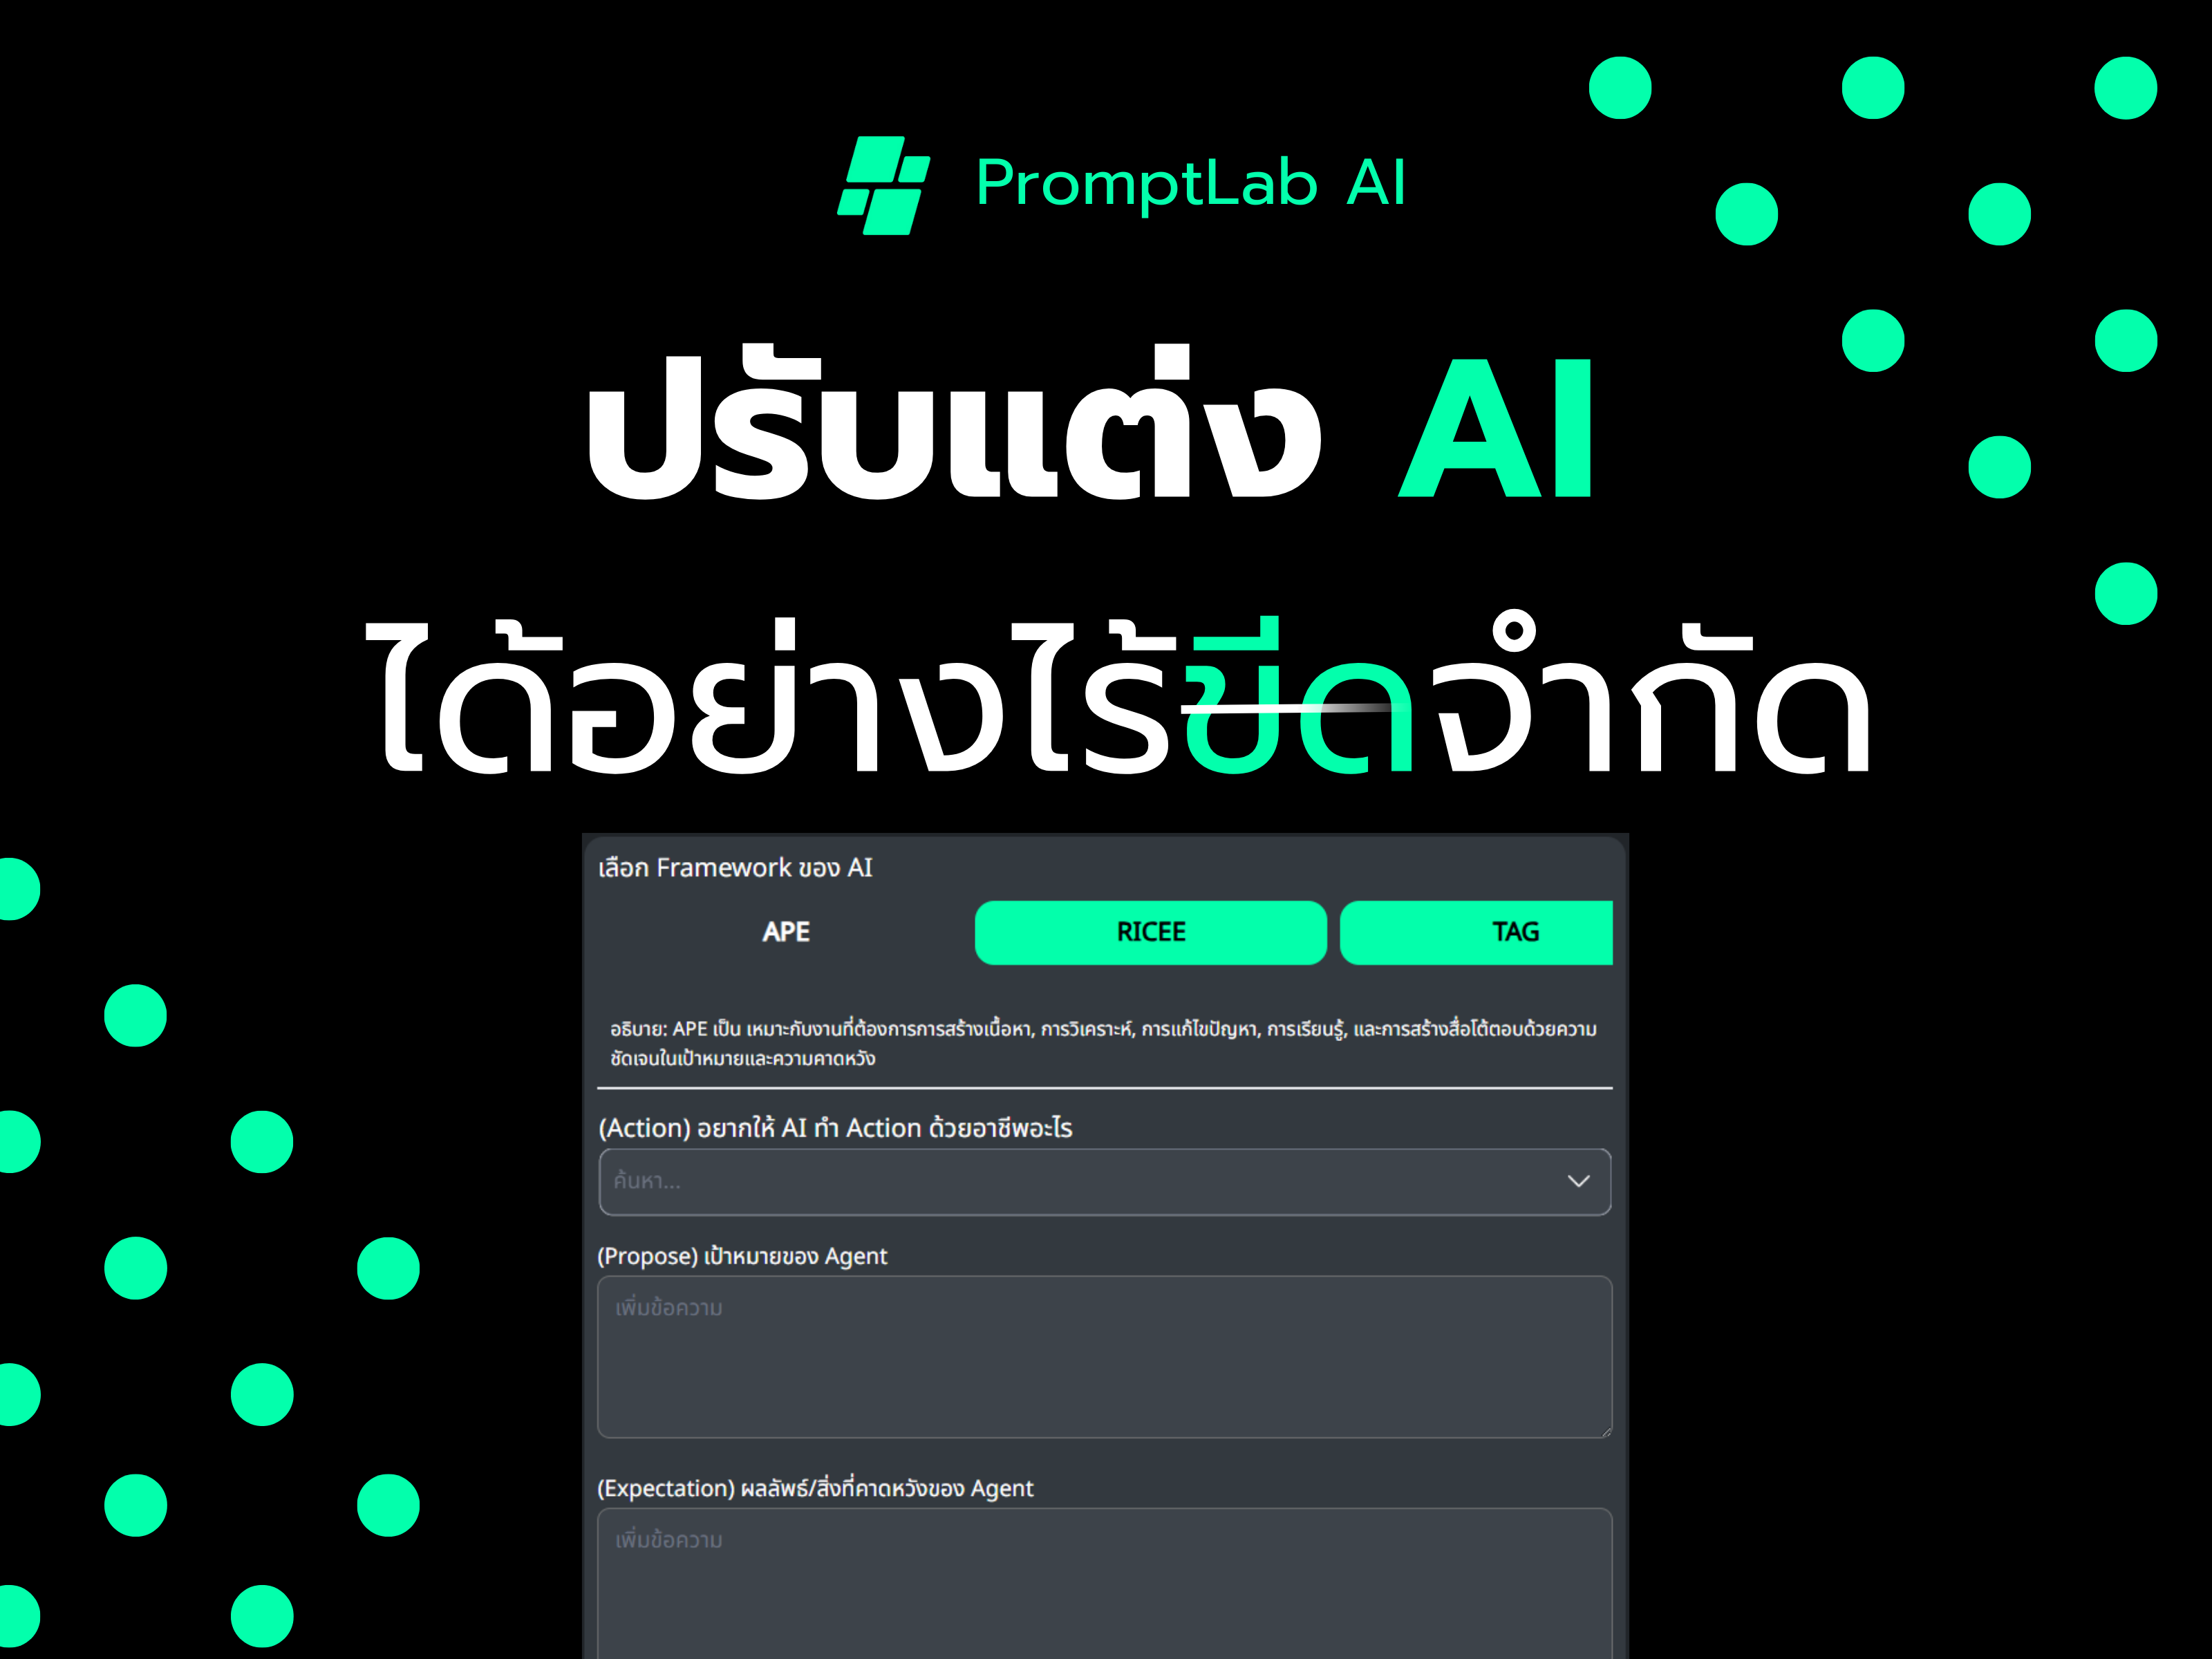 PromptLab AI
ปรับแต่ง AI
ได้อย่างไร้ขีดจำกัด
เลือก Framework ของ AI
APE RICEE TAG
อธิบาย: APE เป็น เหมาะกับงานที่ต้องการการสร้างเนื้อหา, การวิเคราะห์, การแก้ไขปัญหา, การเรียนรู้, และการสร้างสื่อโต้ตอบด้วยความ
ชัดเจนในเป้าหมายและความคาดหวัง
(Action) อยากให้ AI ทำ Action ด้วยอาชีพอะไร
ค้นหา...
(Propose) เป้าหมายของ Agent
เพิ่มข้อความ
(Expectation) ผลลัพธ์/สิ่งที่คาดหวังของ Agent
เพิ่มข้อความ